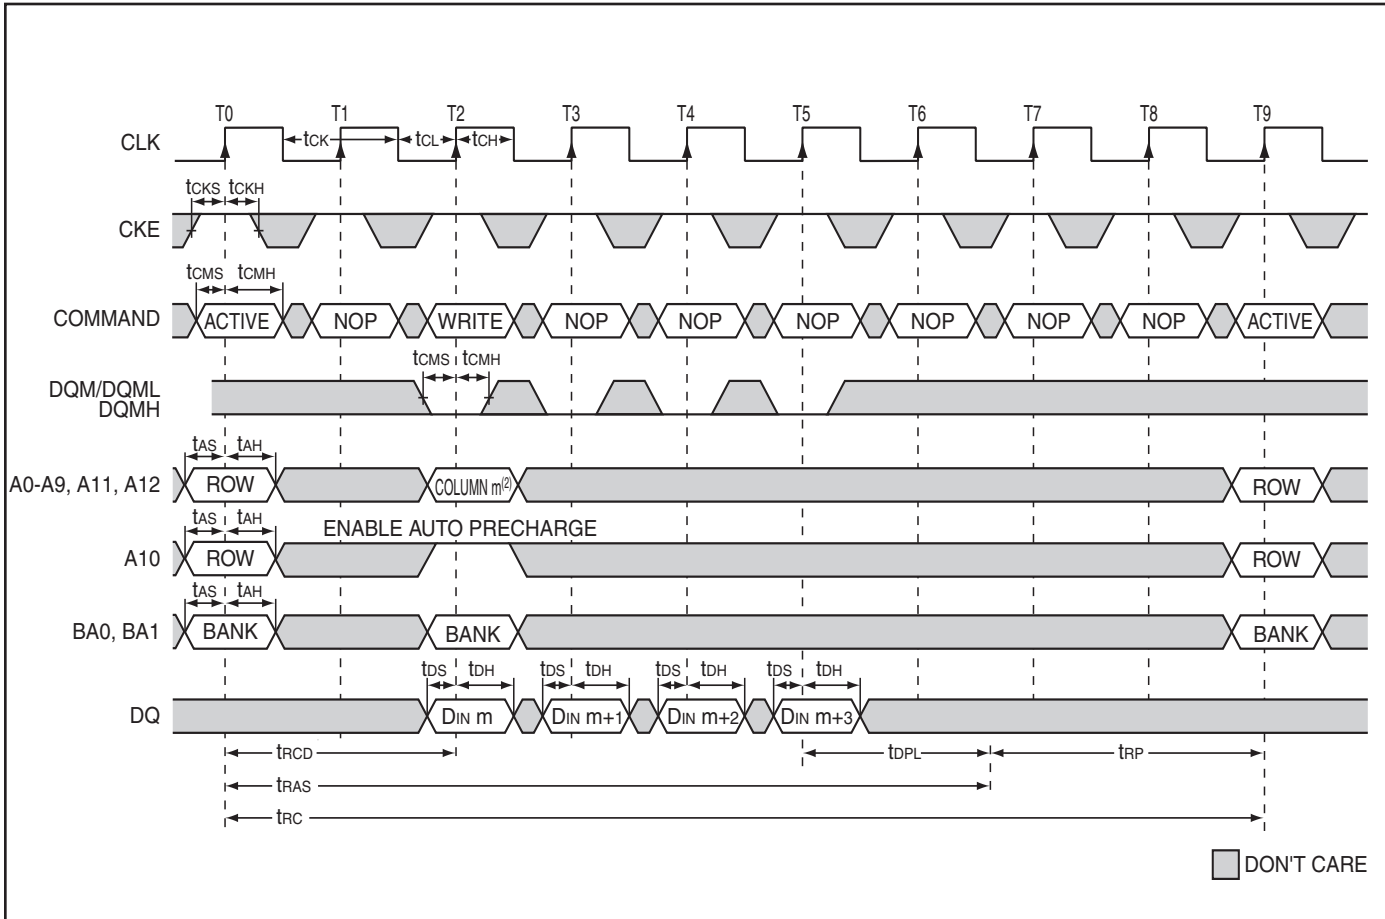 T0 T1 T2 T3 T4 T5 T6 T7 T8 T9
CLK tCK tCL tCH
tCKS tCKH
CKE
tCMS tCMH
COMMAND ACTIVE NOP WRITE NOP NOP NOP NOP NOP NOP ACTIVE
tCMS tCMH
DQM/DQML
DQMH
tAS tAH
A0-A9, A11, A12 ROW COLUMN m(2) ROW
tAS tAH ENABLE AUTO PRECHARGE
A10 ROW ROW
tAS tAH
BA0, BA1 BANK BANK BANK
tDS tDH tDS tDH tDS tDH tDS tDH
DQ DIN m DIN m+1 DIN m+2 DIN m+3
tRCD tDPL tRP
tRAS
tRC
DON'T CARE